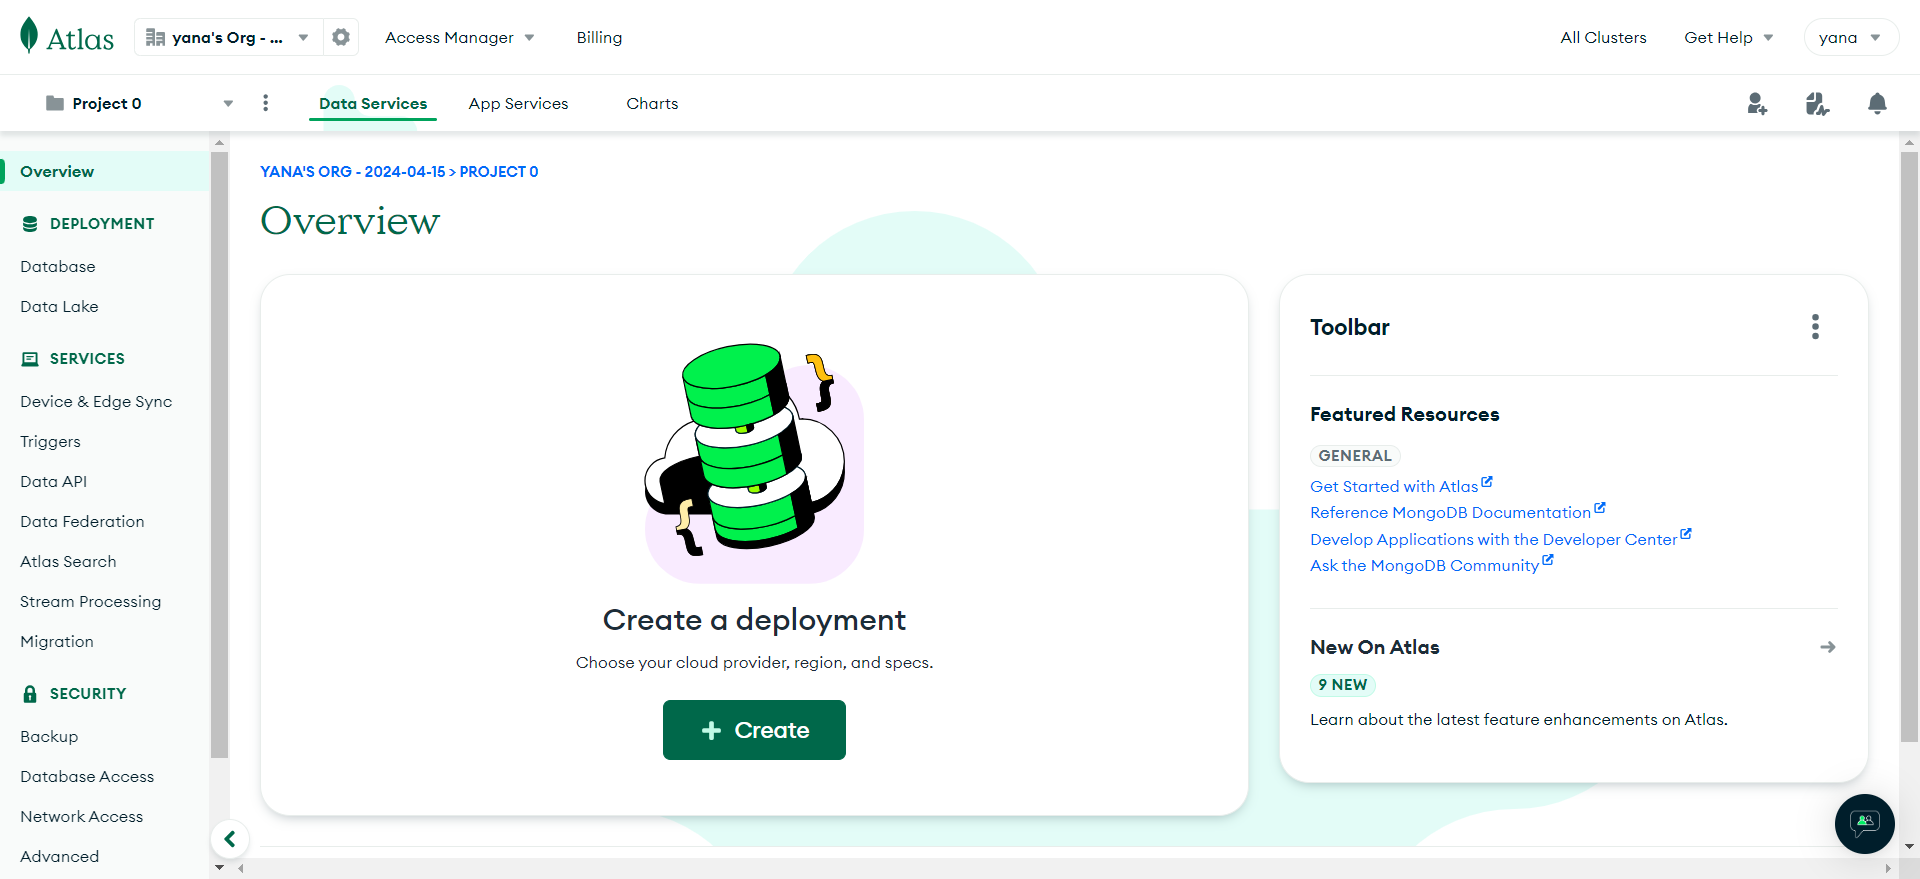 Atlas
yana's Org - ...
Access Manager
Billing
All Clusters
Get Help
yana
Project 0
Data Services
App Services
Charts
Overview
DEPLOYMENT
Database
Data Lake
SERVICES
Device & Edge Sync
Triggers
Data API
Data Federation
Atlas Search
Stream Processing
Migration
SECURITY
Backup
Database Access
Network Access
Advanced
YANA'S ORG - 2024-04-15 > PROJECT 0
Overview
Create a deployment
Choose your cloud provider, region, and specs.
+ Create
Toolbar
Featured Resources
GENERAL
Get Started with Atlas
Reference MongoDB Documentation
Develop Applications with the Developer Center
Ask the MongoDB Community
New On Atlas
9 NEW
Learn about the latest feature enhancements on Atlas.